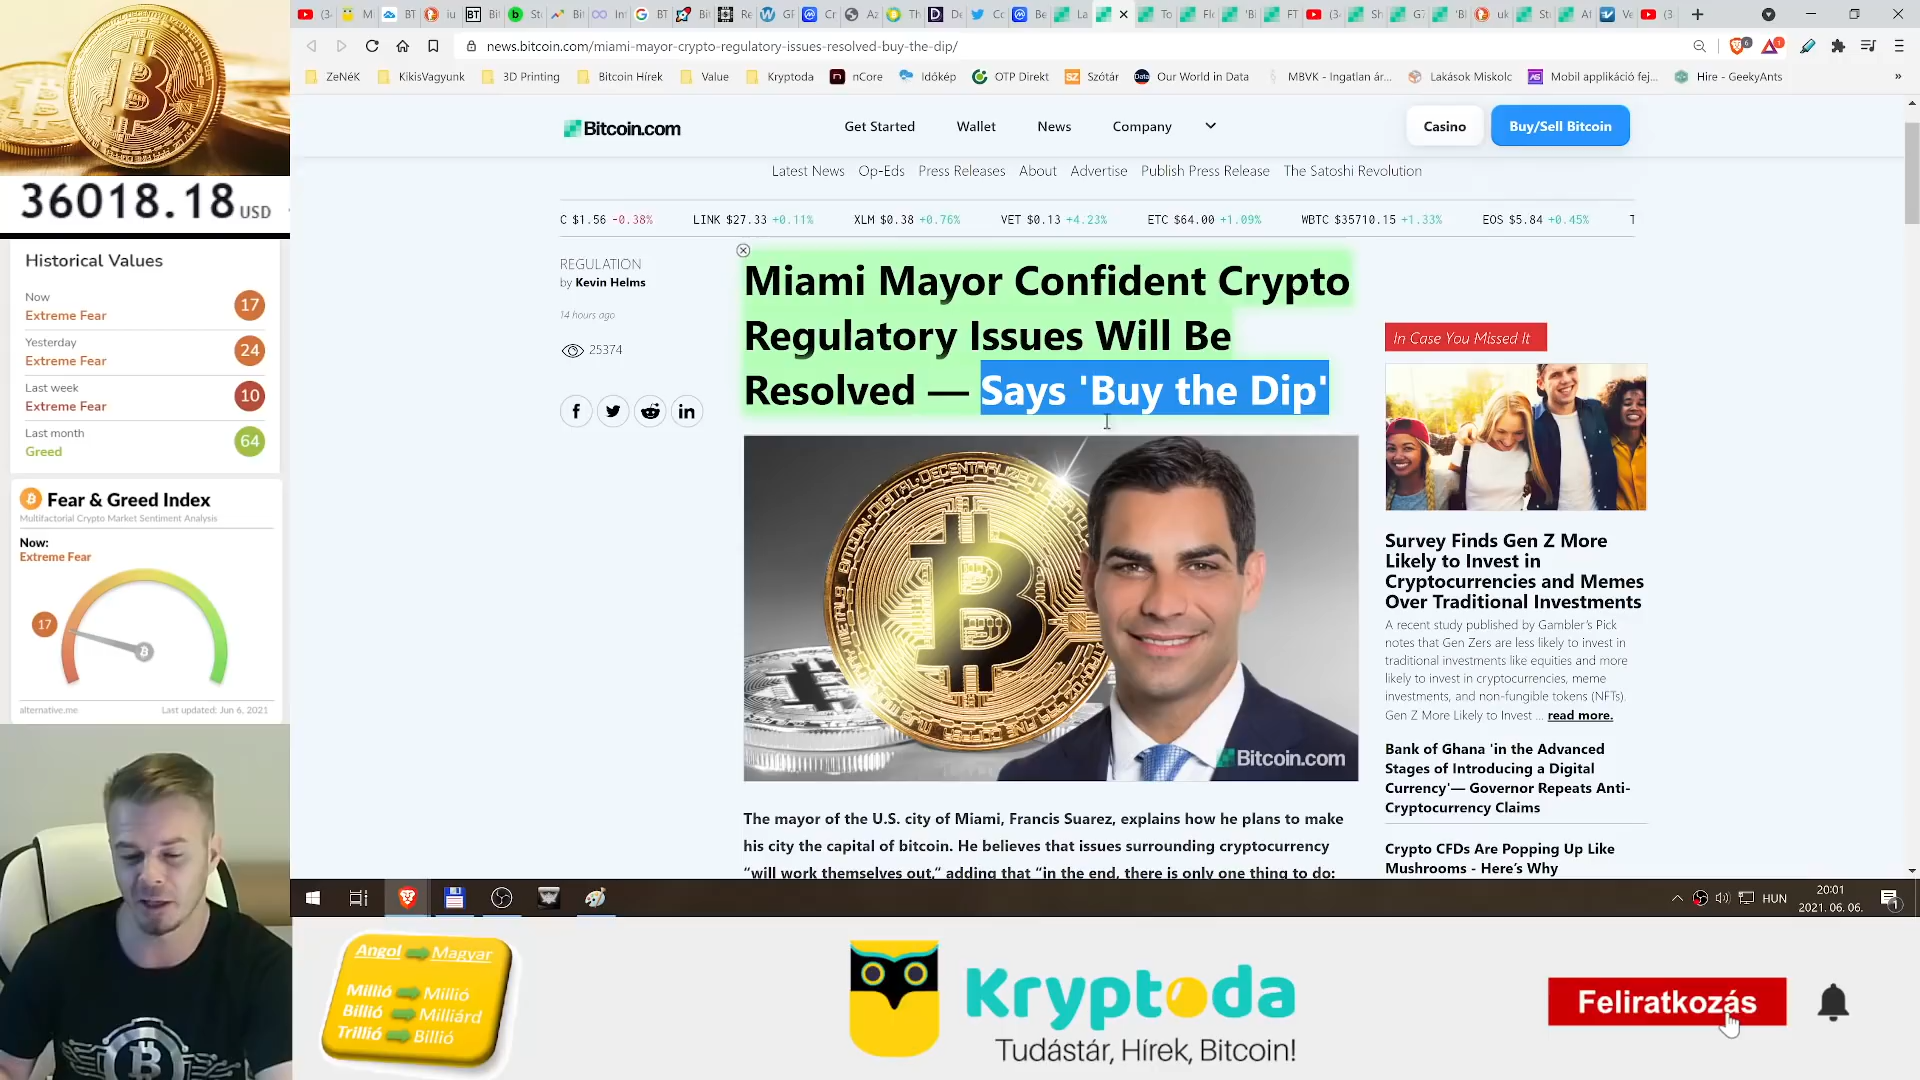 36018.18 USD
Historical Values
Now
Extreme Fear
17
Yesterday
Extreme Fear
24
Last week
Extreme Fear
10
Last month
Greed
64
Fear & Greed Index
Multifactorial Crypto Market Sentiment Analysis
Now:
Extreme Fear
17
alternative.me
Last updated: Jun 6, 2021
news.bitcoin.com/miami-mayor-crypto-regulatory-issues-resolved-buy-the-dip/
ZeNéK
KikisVagyunk
3D Printing
Bitcoin Hírek
Value
Kryptoda
nCore
Időkép
OTP Direkt
Szótár
Our World in Data
MBVK - Ingatlan ár...
Lakások Miskolc
Mobil applikáció fej...
Hire - GeekyAnts
Bitcoin.com
Get Started
Wallet
News
Company
Casino
Buy/Sell Bitcoin
Latest News
Op-Eds
Press Releases
About
Advertise
Publish Press Release
The Satoshi Revolution
C $1.56 -0.38%
LINK $27.33 +0.11%
XLM $0.38 +0.76%
VET $0.13 +4.23%
ETC $64.00 +1.09%
WBTC $35710.15 +1.33%
EOS $5.84 +0.45%
REGULATION
by Kevin Helms
14 hours ago
25374
Miami Mayor Confident Crypto
Regulatory Issues Will Be
Resolved — Says 'Buy the Dip'
Bitcoin.com
The mayor of the U.S. city of Miami, Francis Suarez, explains how he plans to make
his city the capital of bitcoin. He believes that issues surrounding cryptocurrency
“will work themselves out,” adding that “in the end, there is only one thing to do:
In Case You Missed It
Survey Finds Gen Z More
Likely to Invest in
Cryptocurrencies and Memes
Over Traditional Investments
A recent study published by Gambler’s Pick
notes that Gen Zers are less likely to invest in
traditional investments like equities and more
likely to invest in cryptocurrencies, meme
investments, and non-fungible tokens (NFTs).
Gen Z More Likely to Invest ... read more.
Bank of Ghana 'in the Advanced
Stages of Introducing a Digital
Currency'— Governor Repeats Anti-
Cryptocurrency Claims
Crypto CFDs Are Popping Up Like
Mushrooms - Here’s Why
HUN
20:01
2021. 06. 06.
Angol Magyar
Millió Millió
Billió Milliárd
Trillió Billió
Kryptoda
Tudástár, Hírek, Bitcoin!
Feliratkozás